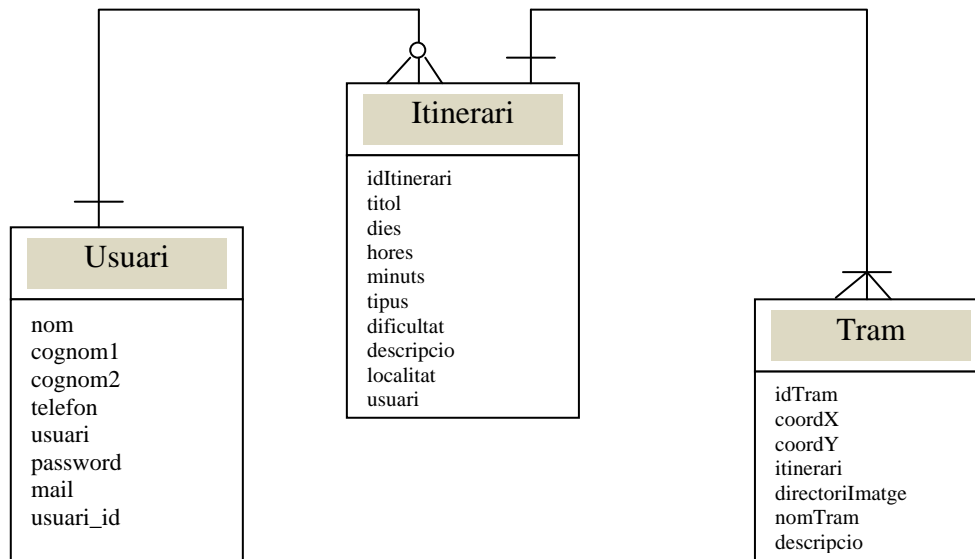 Itinerari
idItinerari
titol
dies
hores
minuts
tipus
dificultat
descripcio
localitat
usuari
Usuari
nom
cognom1
cognom2
telefon
usuari
password
mail
usuari_id
Tram
idTram
coordX
coordY
itinerari
directoriImatge
nomTram
descripcio